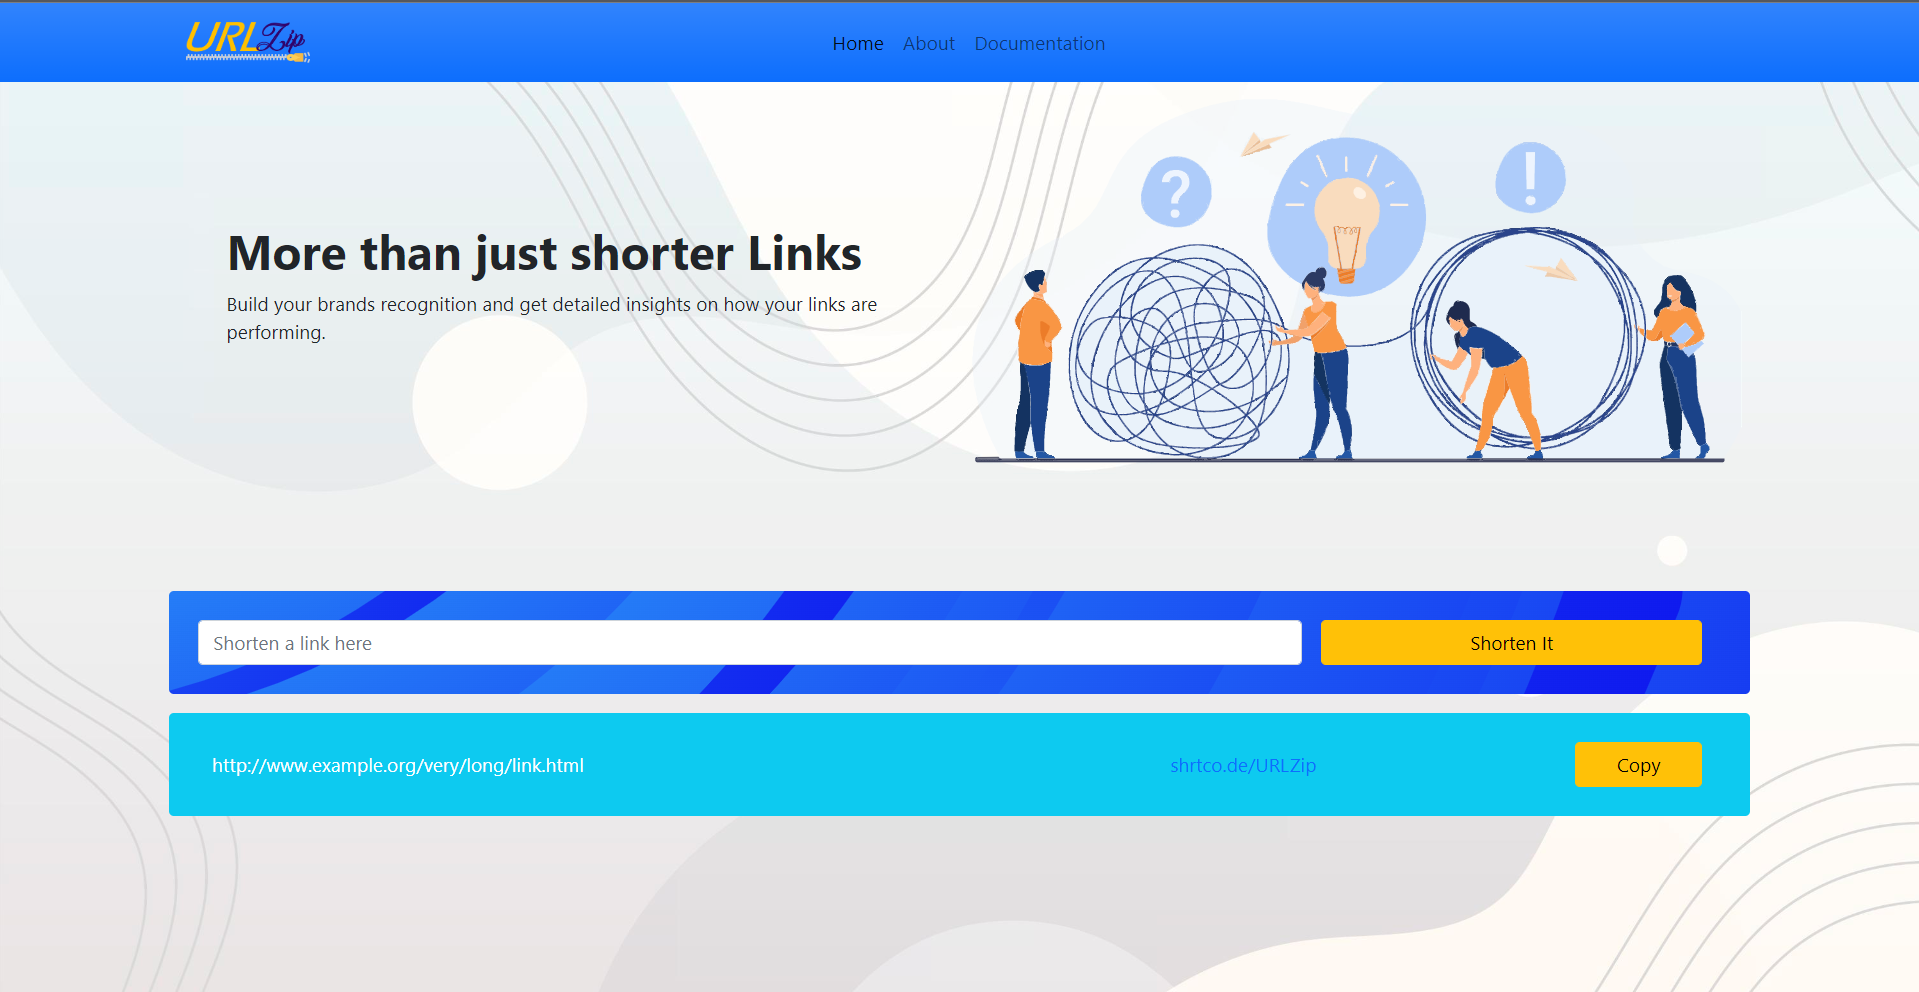 URLZip
Home About Documentation
?
!
More than just shorter Links
Build your brands recognition and get detailed insights on how your links are
performing.
Shorten a link here
Shorten It
http://www.example.org/very/long/link.html
shrtco.de/URLZip
Copy